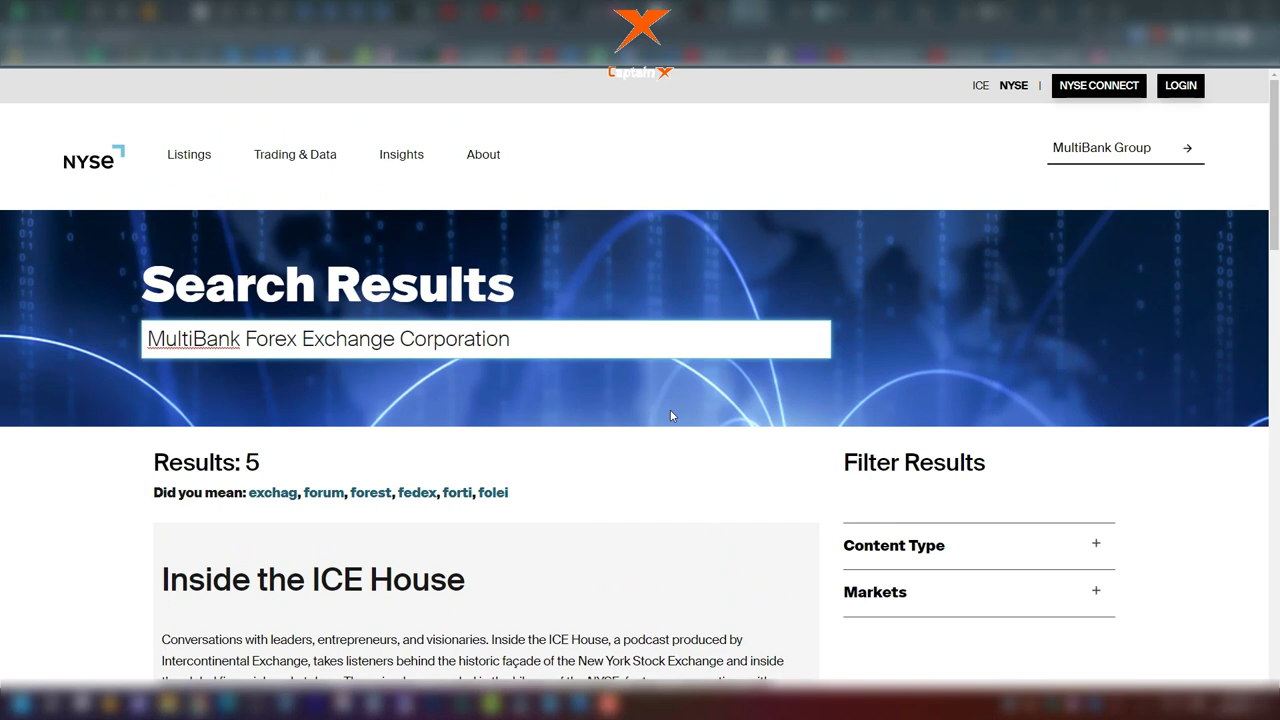 Captain X
ICE NYSE | NYSE CONNECT LOGIN
NYSE Listings Trading & Data Insights About MultiBank Group →
Search Results
MultiBank Forex Exchange Corporation
Results: 5
Filter Results
Did you mean: exchag, forum, forest, fedex, forti, folei
Content Type +
Inside the ICE House
Markets +
Conversations with leaders, entrepreneurs, and visionaries. Inside the ICE House, a podcast produced by
Intercontinental Exchange, takes listeners behind the historic façade of the New York Stock Exchange and inside